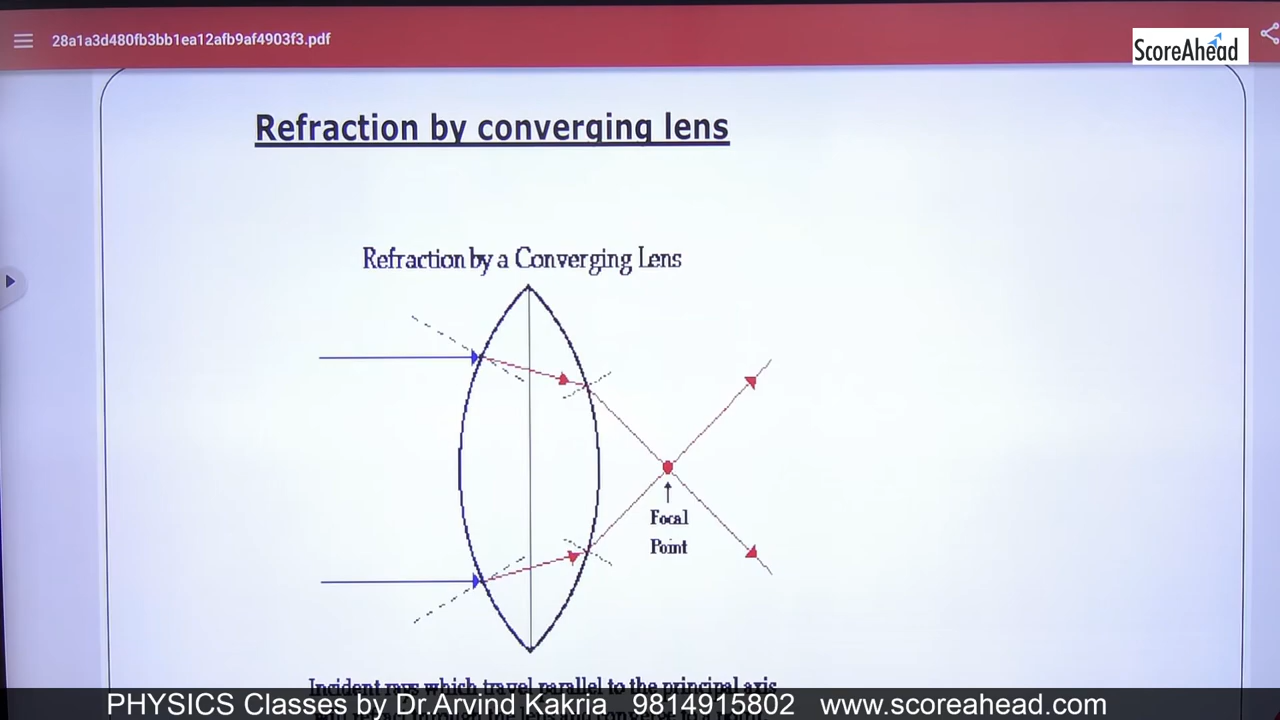 28a1a3d480fb3bb1ea12afb9af4903f3.pdf
ScoreAhead
Refraction by converging lens
Refraction by a Converging Lens
Focal
Point
Incident rays which travel parallel to the principal axis
PHYSICS Classes by Dr.Arvind Kakria 9814915802 www.scoreahead.com